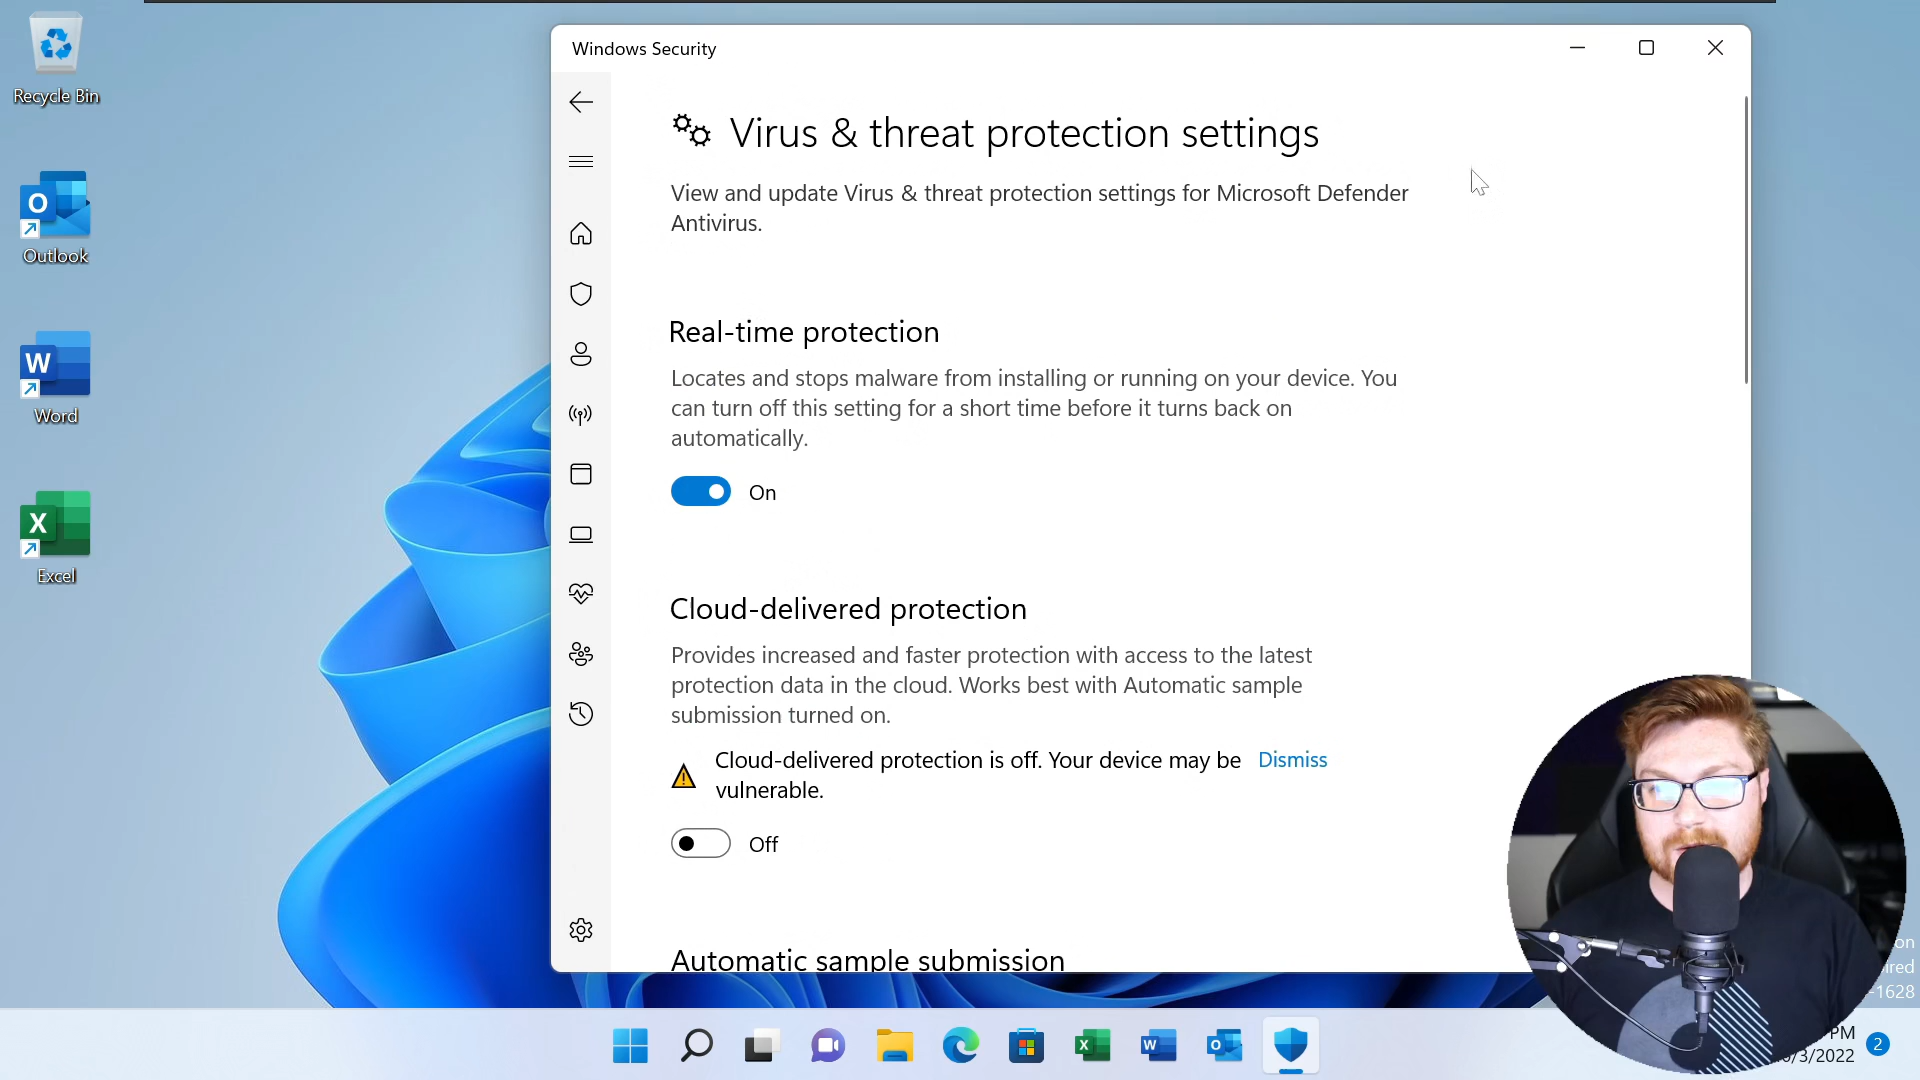 Recycle Bin
Outlook
Word
Excel
Windows Security
Virus & threat protection settings
View and update Virus & threat protection settings for Microsoft Defender
Antivirus.
Real-time protection
Locates and stops malware from installing or running on your device. You
can turn off this setting for a short time before it turns back on
automatically.
On
Cloud-delivered protection
Provides increased and faster protection with access to the latest
protection data in the cloud. Works best with Automatic sample
submission turned on.
Cloud-delivered protection is off. Your device may be
vulnerable.
Dismiss
Off
Automatic sample submission
-1628
PM
/3/2022
2